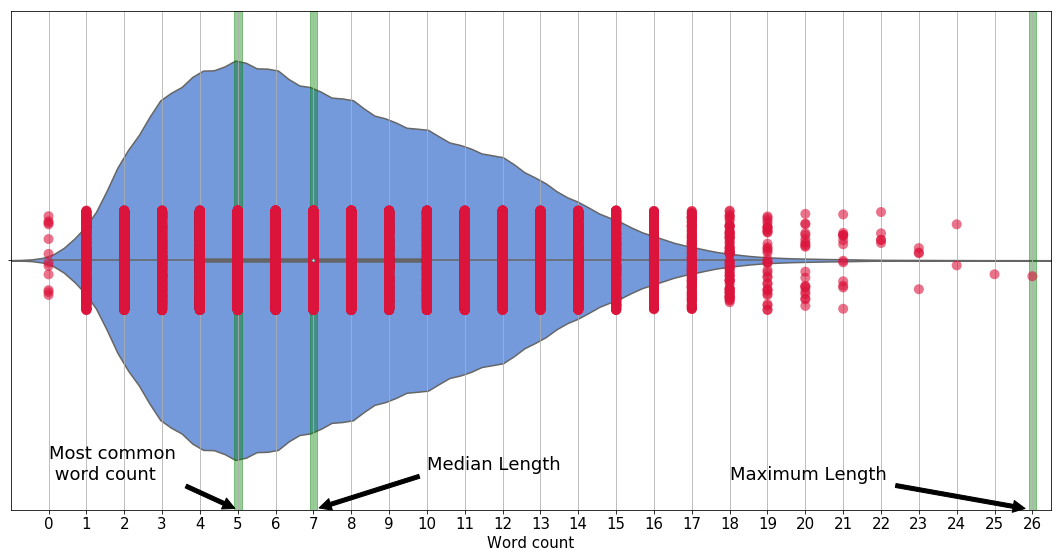 Most common
word count
Median Length
Maximum Length
0 1 2 3 4 5 6 7 8 9 10 11 12 13 14 15 16 17 18 19 20 21 22 23 24 25 26
Word count